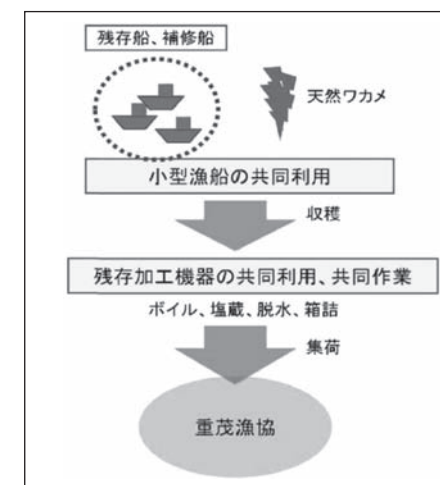 残存船、補修船
天然ワカメ
小型漁船の共同利用
収穫
残存加工機器の共同利用、共同作業
ボイル、塩蔵、脱水、箱詰
集荷
重茂漁協